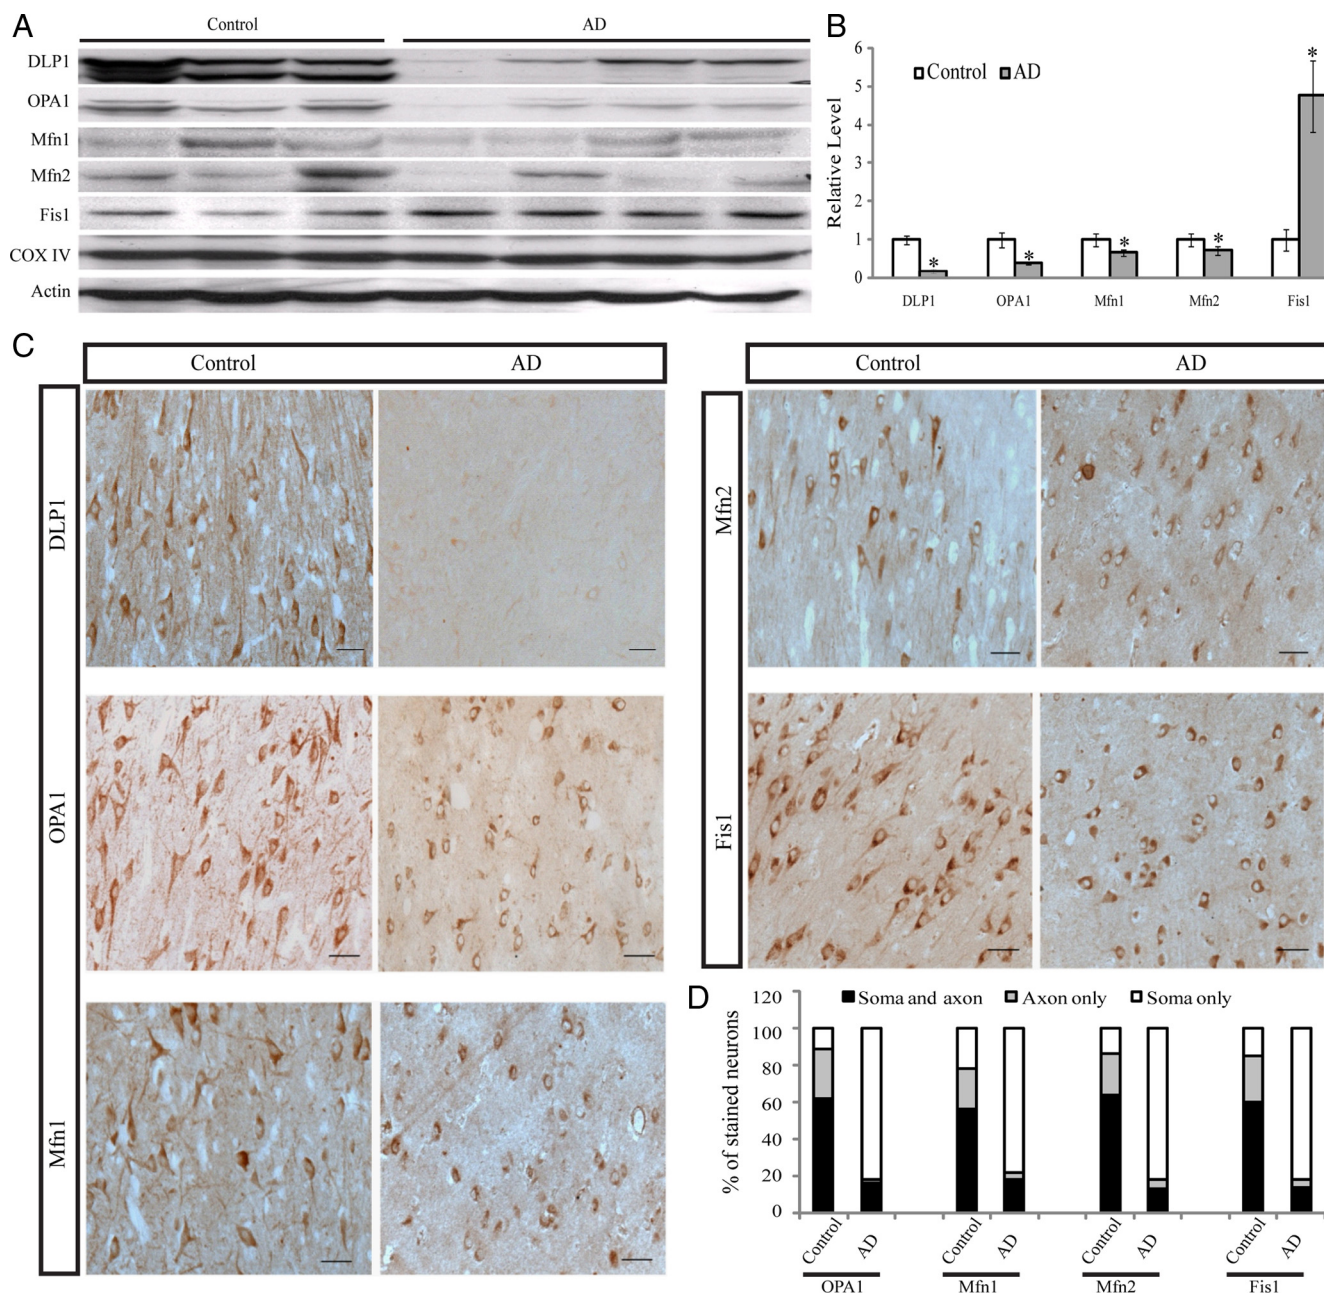 A
Control
AD
DLP1
OPA1
Mfn1
Mfn2
Fis1
COX IV
Actin
B
6
5
4
3
2
1
0
Relative Level
Control
AD
*
*
*
*
*
DLP1
OPA1
Mfn1
Mfn2
Fis1
C
Control
AD
DLP1
OPA1
Mfn1
Control
AD
Mfn2
Fis1
D
120
100
80
60
40
20
0
% of stained neurons
Soma and axon
Axon only
Soma only
Control
AD
Control
AD
Control
AD
Control
AD
OPA1
Mfn1
Mfn2
Fis1